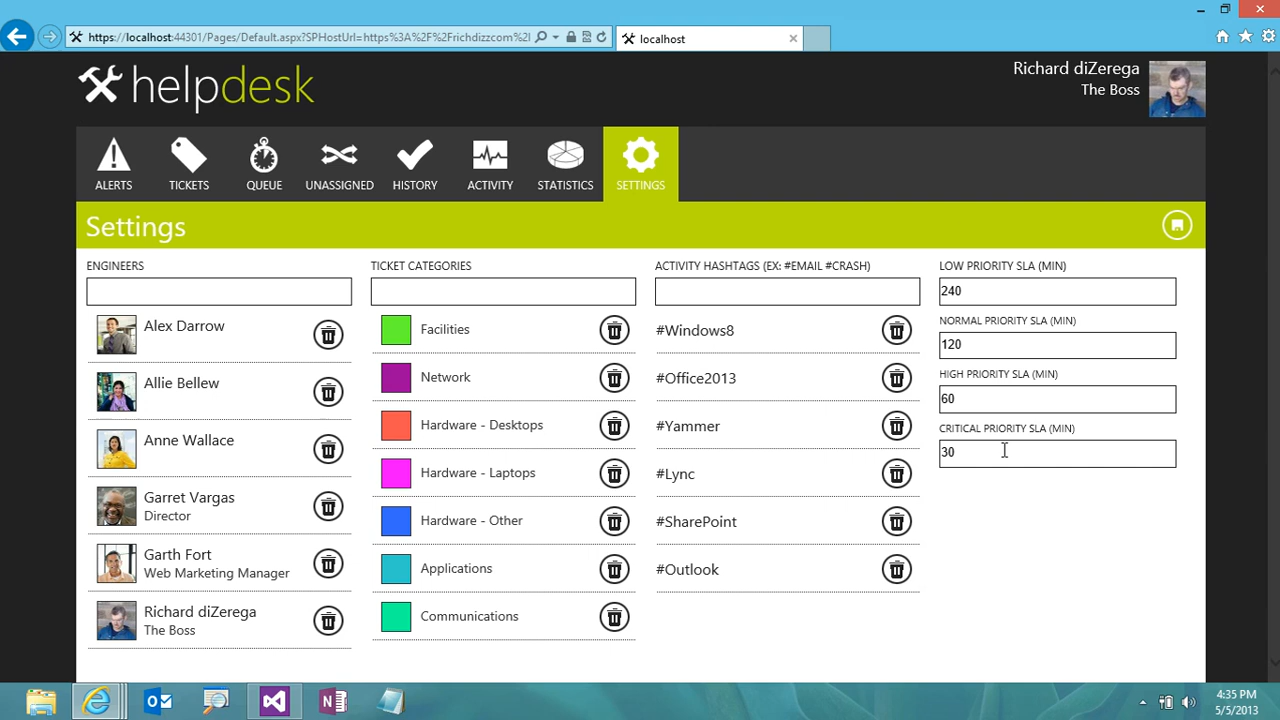 https://localhost:44301/Pages/Default.aspx?SPHostUrl=https%3A%2F%2Frichdizzcom%2
localhost
helpdesk
Richard diZerega
The Boss
ALERTS
TICKETS
QUEUE
UNASSIGNED
HISTORY
ACTIVITY
STATISTICS
SETTINGS
Settings
ENGINEERS
Alex Darrow
Allie Bellew
Anne Wallace
Garret Vargas
Director
Garth Fort
Web Marketing Manager
Richard diZerega
The Boss
TICKET CATEGORIES
Facilities
Network
Hardware - Desktops
Hardware - Laptops
Hardware - Other
Applications
Communications
ACTIVITY HASHTAGS (EX: #EMAIL #CRASH)
#Windows8
#Office2013
#Yammer
#Lync
#SharePoint
#Outlook
LOW PRIORITY SLA (MIN)
240
NORMAL PRIORITY SLA (MIN)
120
HIGH PRIORITY SLA (MIN)
60
CRITICAL PRIORITY SLA (MIN)
30
4:35 PM
5/5/2013